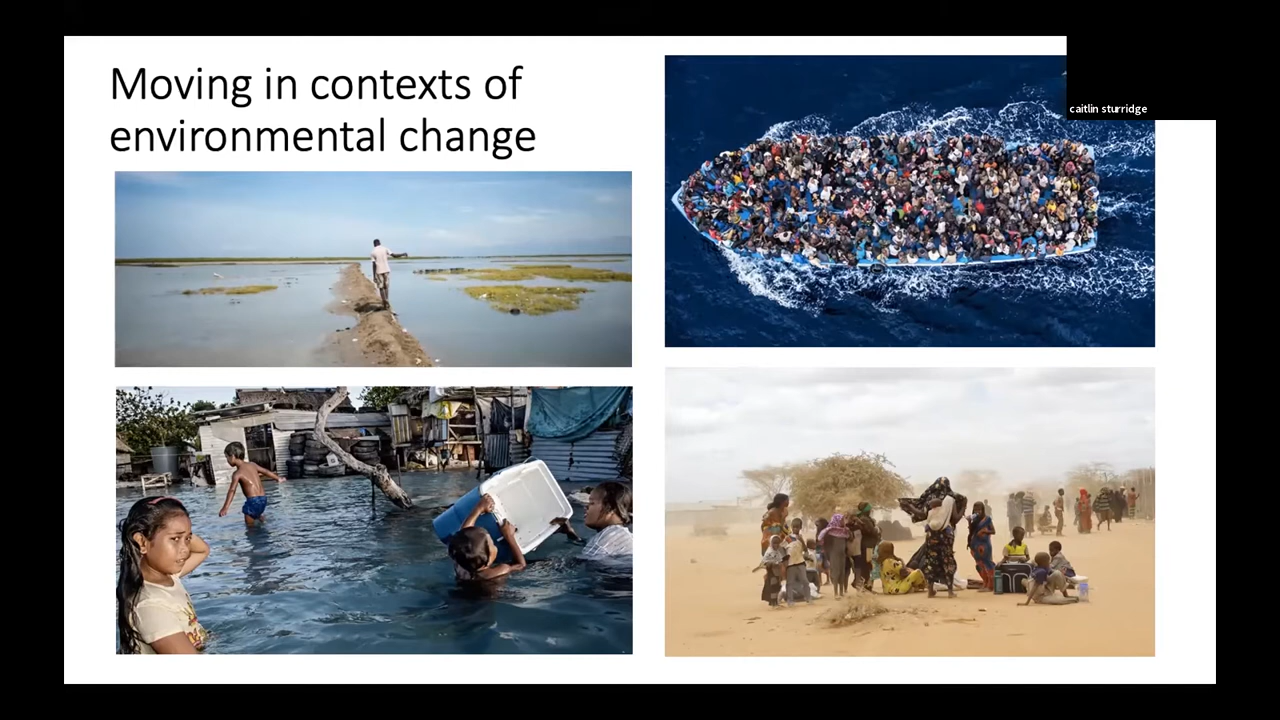 Moving in contexts of
environmental change
caitlin sturridge